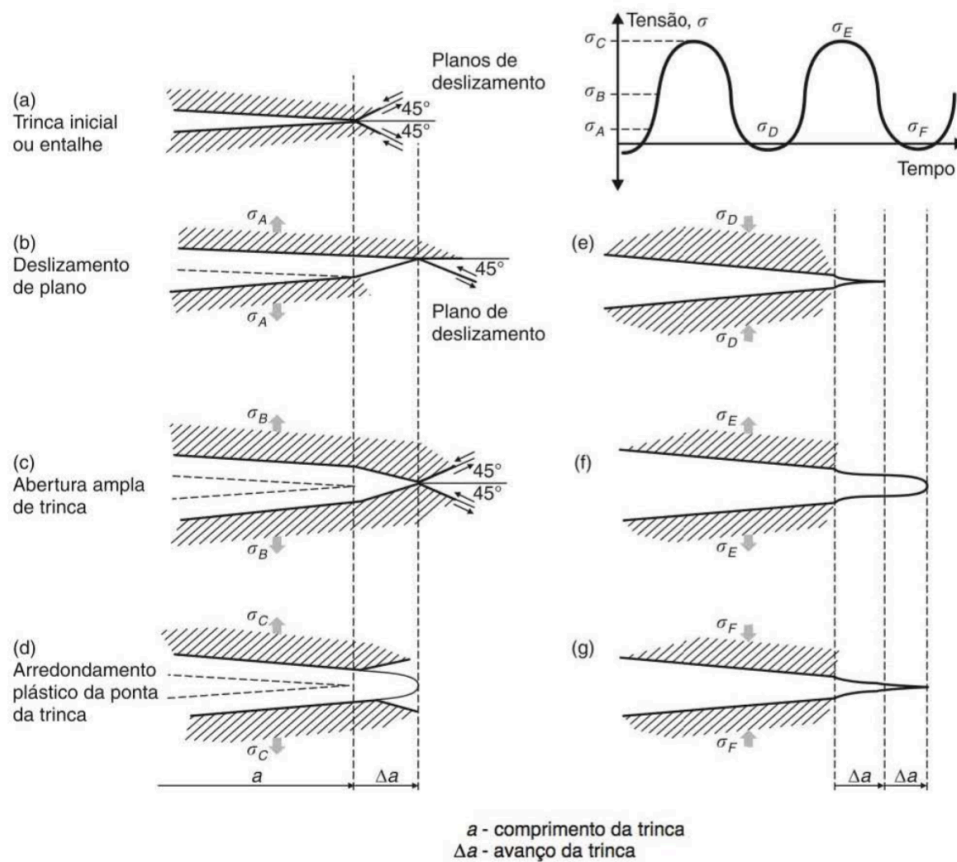 Tensão, σ
σC
σE
σB
σA
σD
σF
Tempo
(a)
Trinca inicial
ou entalhe
Planos de
deslizamento
45°
45°
(b)
Deslizamento
de plano
σA
σA
45°
Plano de
deslizamento
(c)
Abertura ampla
de trinca
σB
σB
45°
45°
(d)
Arredondamento
plástico da ponta
da trinca
σC
σC
a
Δa
(e)
σD
σD
(f)
σE
σE
(g)
σF
σF
Δa
Δa
a - comprimento da trinca
Δa - avanço da trinca